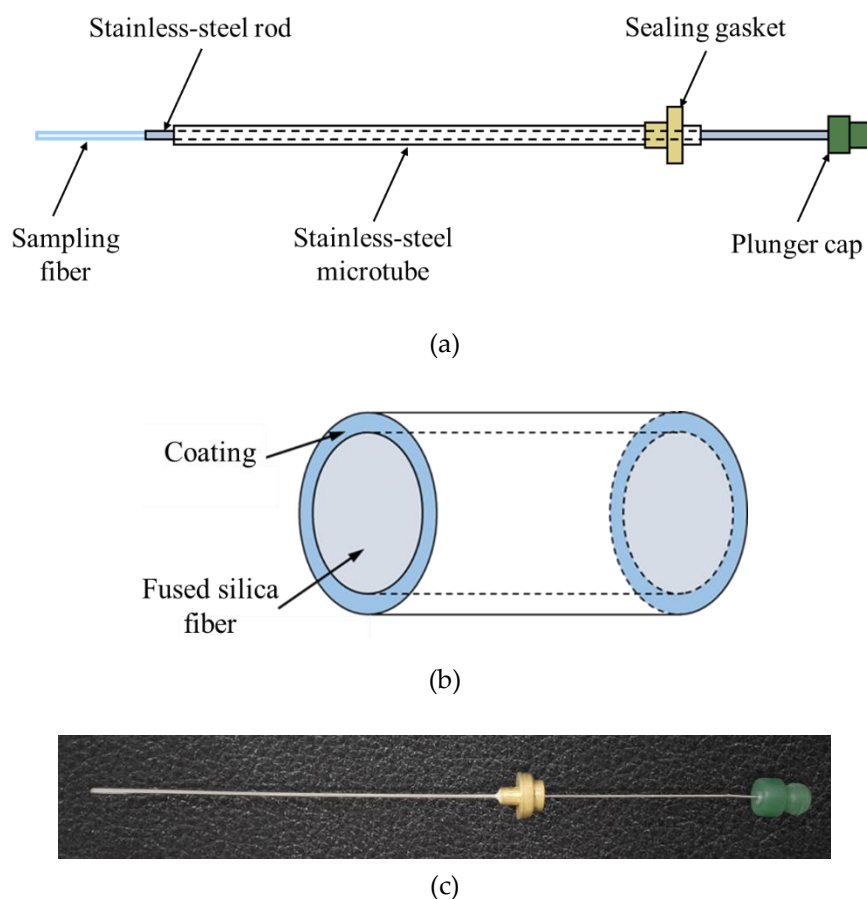 Stainless-steel rod
Sealing gasket
Sampling
fiber
Stainless-steel
microtube
Plunger cap
(a)
Coating
Fused silica
fiber
(b)
(c)